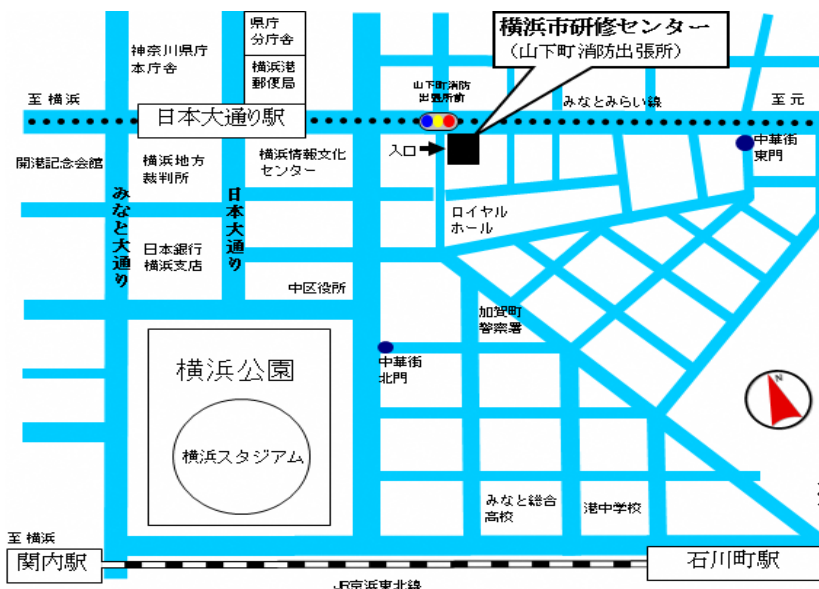 県庁
分庁舎
横浜市研修センター
(山下町消防出張所)
神奈川県庁
本庁舎
横浜港
郵便局
山下町消防
出張所前
至 横浜
みなとみらい線
至 元
日本大通り駅
入口
中華街
東門
開港記念会館
横浜地方
裁判所
横浜情報文化
センター
みなと大通り
日本大通り
ロイヤル
ホール
日本銀行
横浜支店
中区役所
加賀町
警察署
中華街
北門
横浜公園
N
横浜スタジアム
みなと総合
高校
港中学校
至 横浜
関内駅
石川町駅
JR京浜東北線